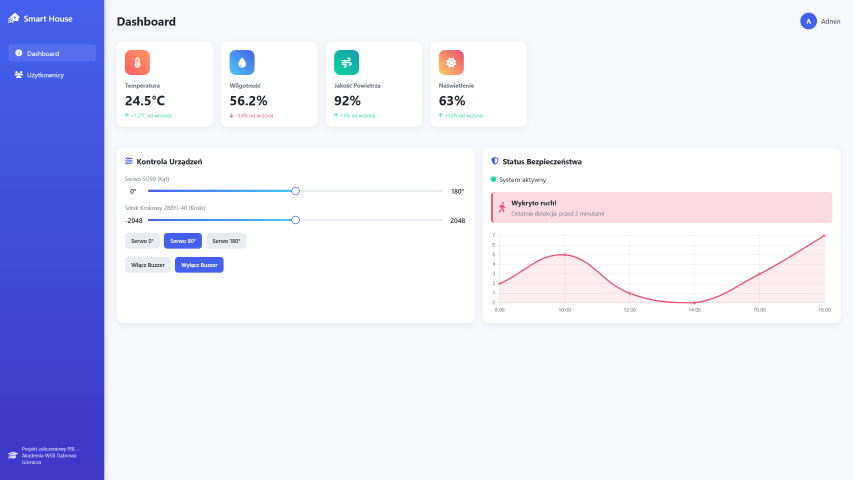 Smart House
Dashboard
Użytkownicy
Projekt zaliczeniowy PBL -
Akademia WSB Dąbrowa
Górnicza
Dashboard
A Admin
Temperatura
24.5°C
+1.2°C od wczoraj
Wilgotność
56.2%
-3.4% od wczoraj
Jakość Powietrza
92%
+5% od wczoraj
Naświetlenie
63%
+12% od wczoraj
Kontrola Urządzeń
Serwo SG90 (Kąt)
0° 180°
Silnik Krokowy 28BYJ-48 (Kroki)
-2048 2048
Serwo 0° Serwo 90° Serwo 180°
Włącz Buzzer Wyłącz Buzzer
Status Bezpieczeństwa
System aktywny
Wykryto ruch!
Ostatnia detekcja: przed 2 minutami
7
6
5
4
3
2
1
0
8:00 10:00 12:00 14:00 16:00 18:00